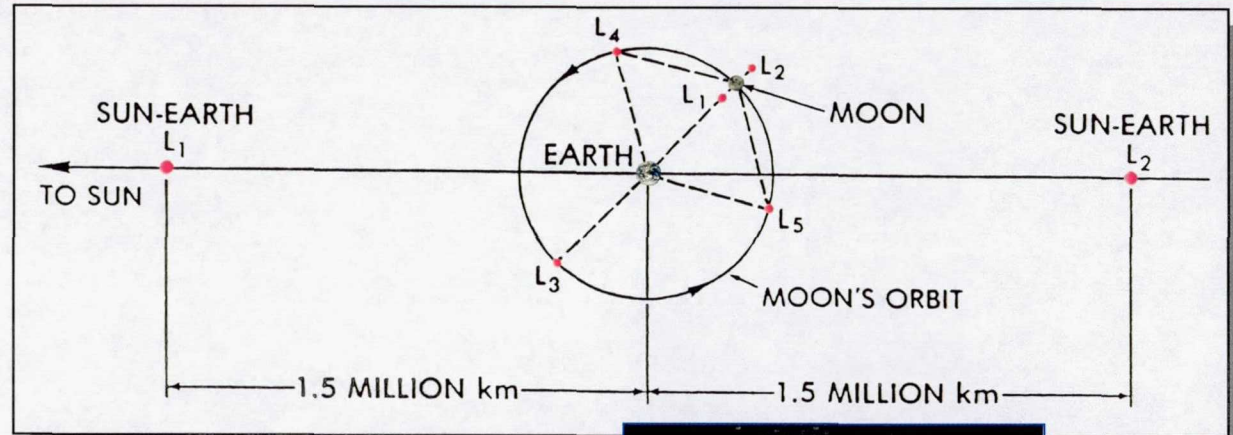 L4
L2
L1
MOON
SUN-EARTH
L1
SUN-EARTH
L2
EARTH
TO SUN
L5
L3
MOON'S ORBIT
1.5 MILLION km
1.5 MILLION km